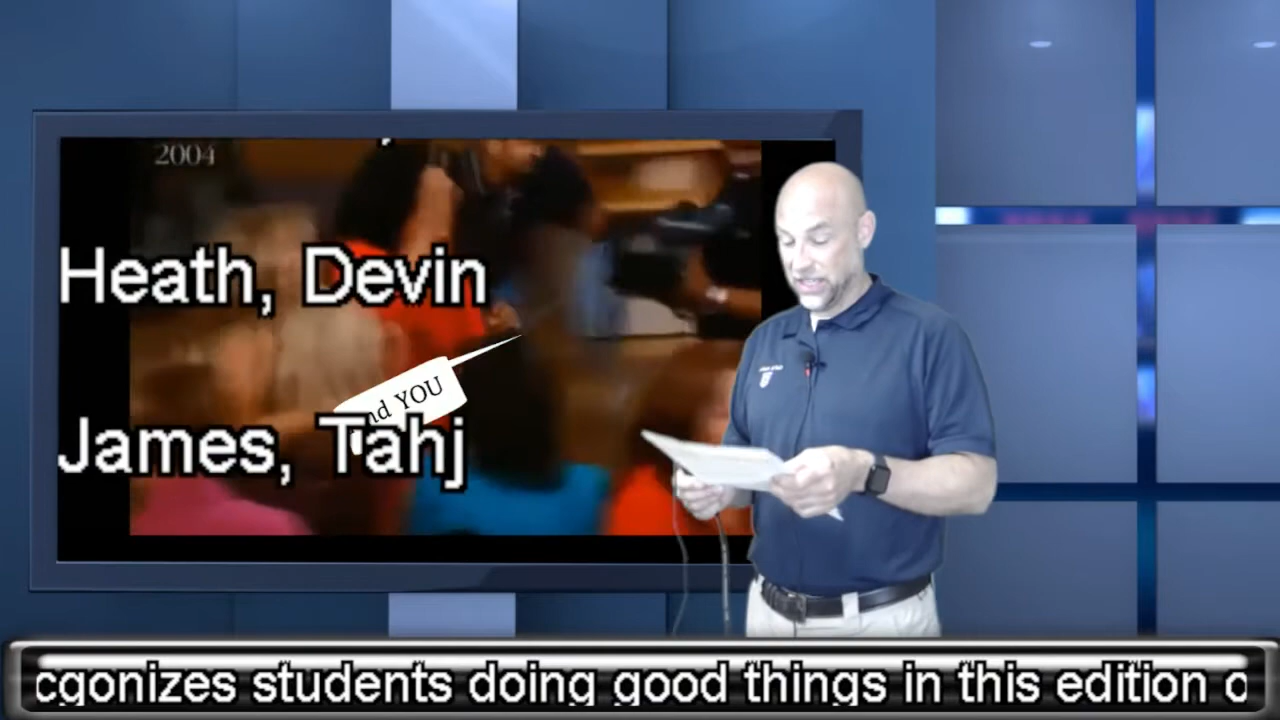 2004
Heath, Devin
nd YOU
James, Tahj
cgonizes students doing good things in this edition o